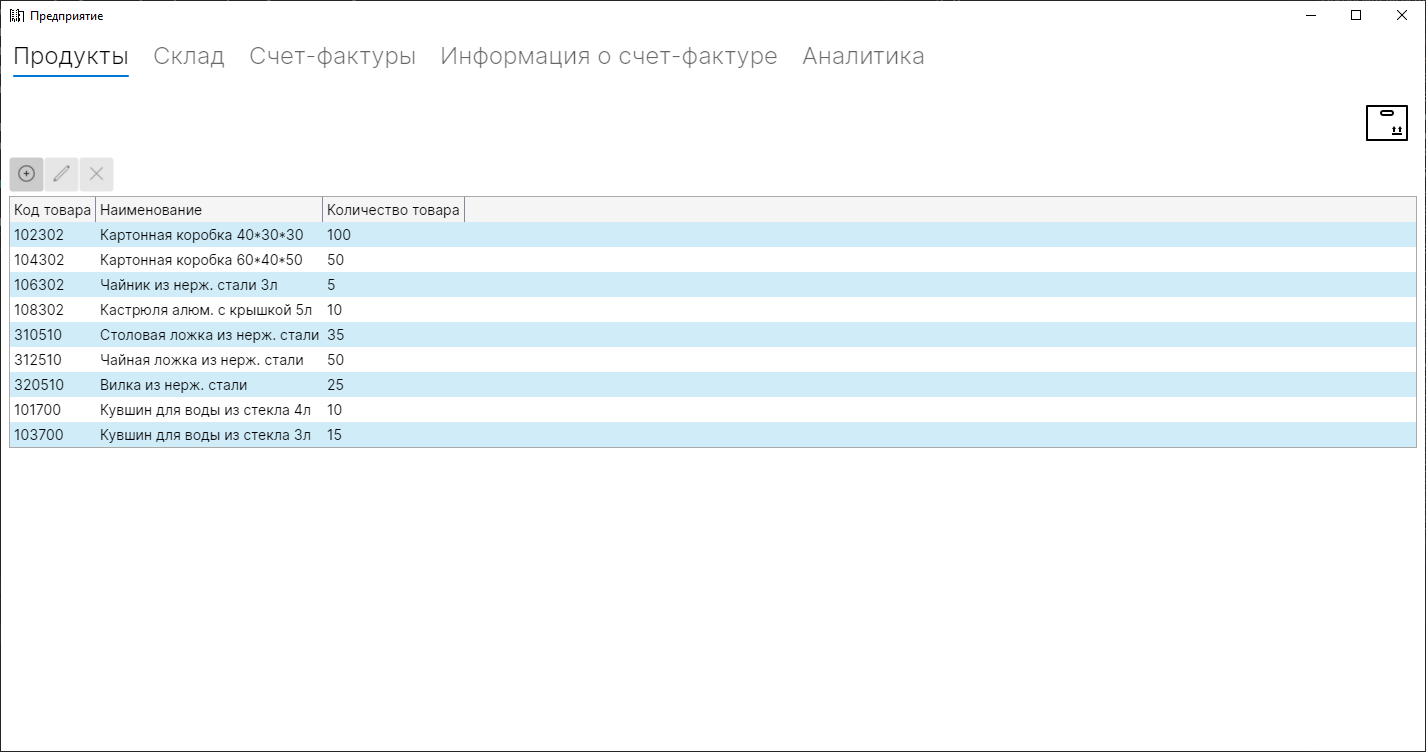 Предприятие
Продукты Склад Счет-фактуры Информация о счет-фактуре Аналитика
Код товара Наименование Количество товара
102302 Картонная коробка 40*30*30 100
104302 Картонная коробка 60*40*50 50
106302 Чайник из нерж. стали 3л 5
108302 Кастрюля алюм. с крышкой 5л 10
310510 Столовая ложка из нерж. стали 35
312510 Чайная ложка из нерж. стали 50
320510 Вилка из нерж. стали 25
101700 Кувшин для воды из стекла 4л 10
103700 Кувшин для воды из стекла 3л 15